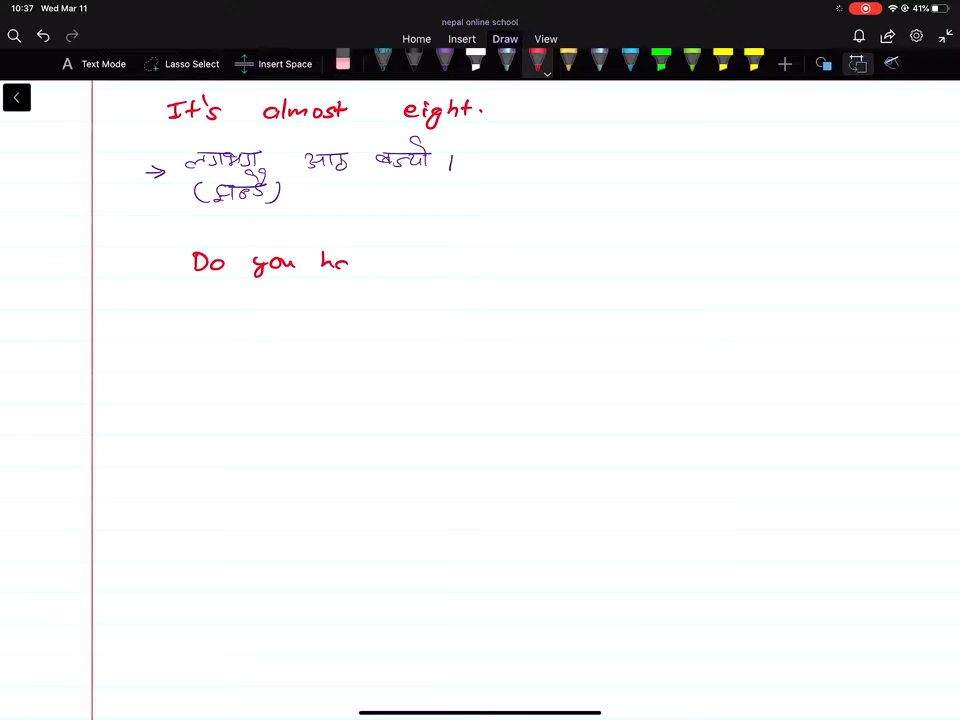 10:37 Wed Mar 11
41%
nepal online school
Home Insert Draw View
Text Mode Lasso Select Insert Space
It's almost eight.
→ लगभग आठ बज्यो ।
(झन्डै)
Do you ha